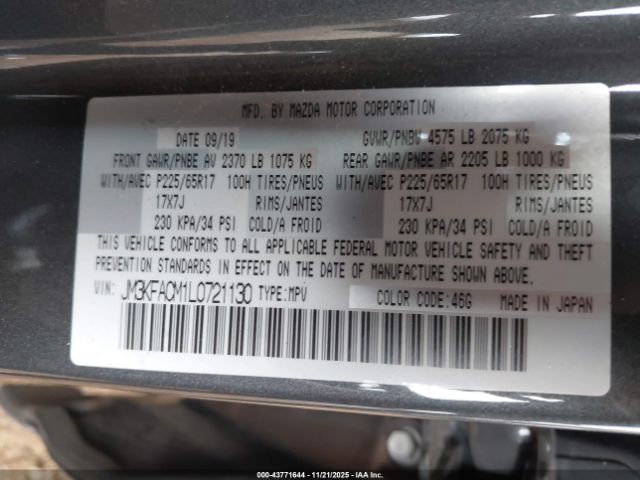 MFD. BY MAZDA MOTOR CORPORATION
DATE 09/19 GVWR/PNBV 4575 LB 2075 KG
FRONT GAWR/PNBE AV 2370 LB 1075 KG REAR GAWR/PNBE AR 2205 LB 1000 KG
WITH/AVEC P225/65R17 100H TIRES/PNEUS WITH/AVEC P225/65R17 100H TIRES/PNEUS
17X7J RIMS/JANTES 17X7J RIMS/JANTES
230 KPA/34 PSI COLD/A FROID 230 KPA/34 PSI COLD/A FROID
THIS VEHICLE CONFORMS TO ALL APPLICABLE FEDERAL MOTOR VEHICLE SAFETY AND THEFT
PREVENTION STANDARDS IN EFFECT ON THE DATE OF MANUFACTURE SHOWN ABOVE.
VIN: JM3KFACM1L0721130 TYPE:MPV COLOR CODE:46G MADE IN JAPAN
000-43771644 - 11/21/2025 - IAA Inc.